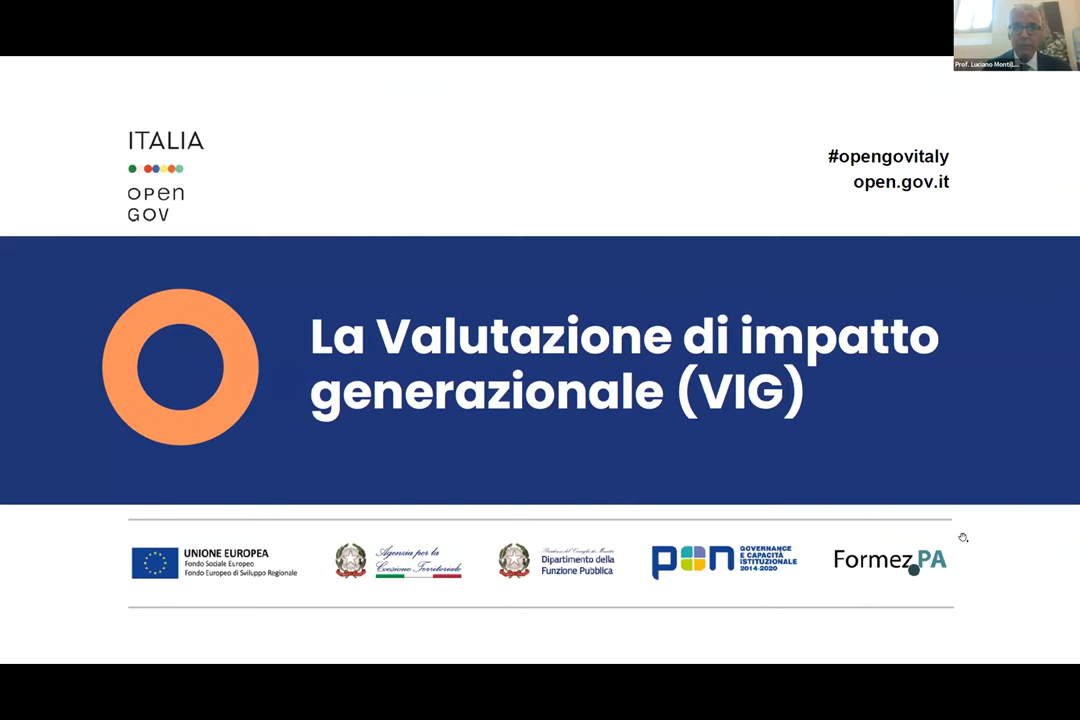 Prof. Luciano Monti(L...
ITALIA
open
GOV
#opengovitaly
open.gov.it
La Valutazione di impatto
generazionale (VIG)
UNIONE EUROPEA
Fondo Sociale Europeo
Fondo Europeo di Sviluppo Regionale
Agenzia per la
Coesione Territoriale
Presidenza del Consiglio dei Ministri
Dipartimento della
Funzione Pubblica
pon
GOVERNANCE
E CAPACITÀ
ISTITUZIONALE
2014-2020
Formez PA